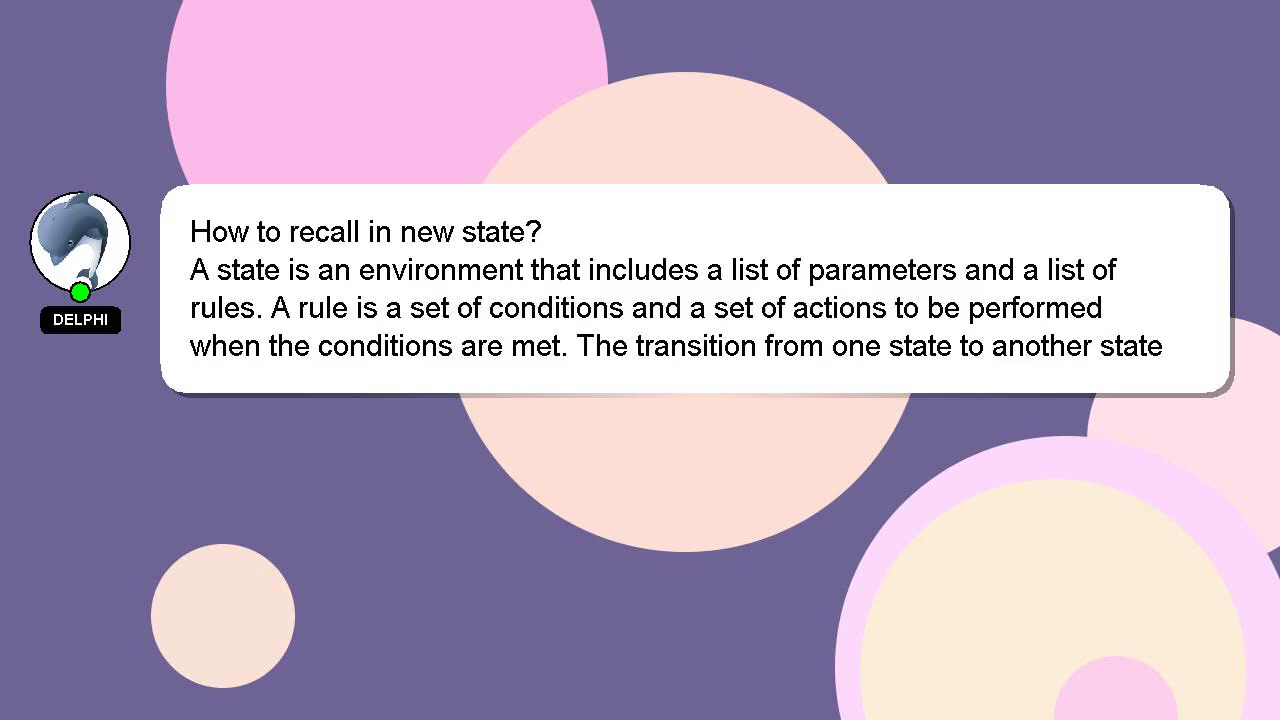 How to recall in new state?
A state is an environment that includes a list of parameters and a list of
rules. A rule is a set of conditions and a set of actions to be performed
when the conditions are met. The transition from one state to another state
DELPHI